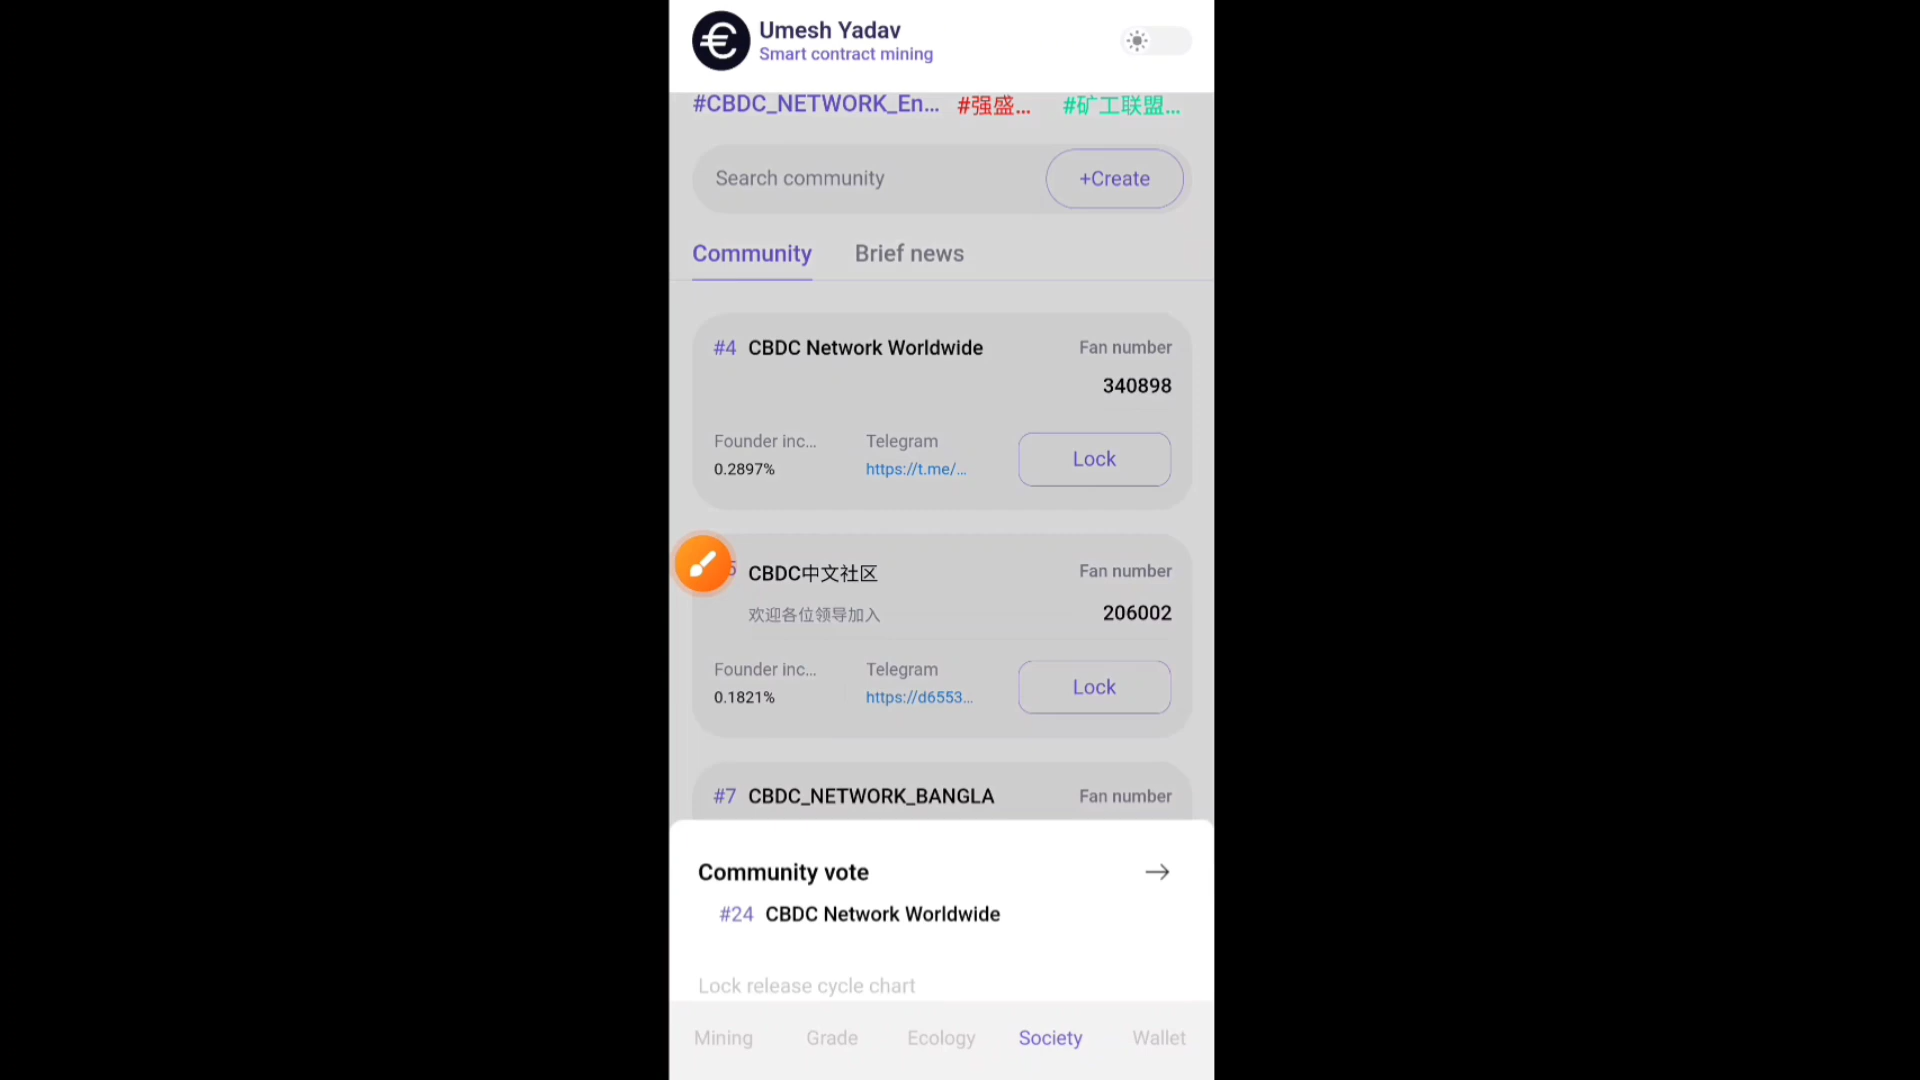 Umesh Yadav
Smart contract mining
#CBDC_NETWORK_En... #强盛... #矿工联盟...
Search community +Create
Community Brief news
#4 CBDC Network Worldwide Fan number
340898
Founder inc... Telegram
0.2897% https://t.me/...
Lock
5 CBDC中文社区 Fan number
欢迎各位领导加入 206002
Founder inc... Telegram
0.1821% https://d6553...
Lock
#7 CBDC_NETWORK_BANGLA Fan number
Community vote →
#24 CBDC Network Worldwide
Lock release cycle chart
Mining Grade Ecology Society Wallet